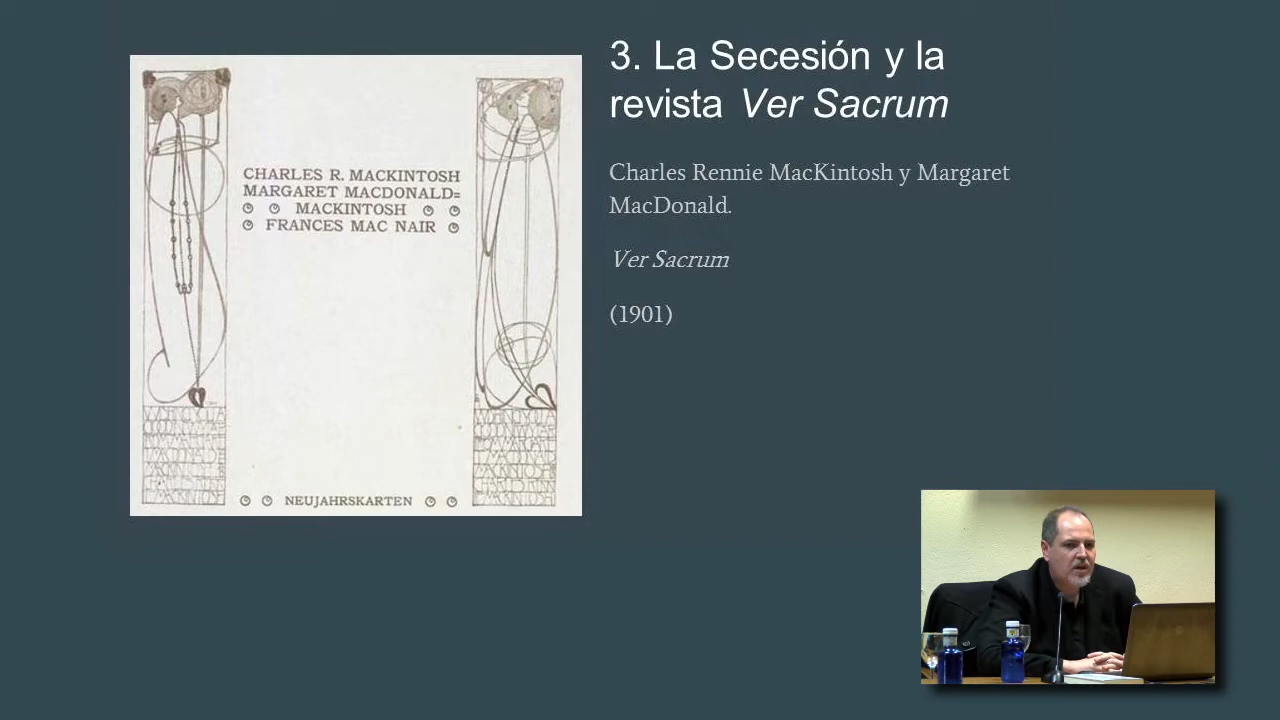 3. La Secesión y la
revista Ver Sacrum
Charles Rennie MacKintosh y Margaret
MacDonald.
Ver Sacrum
(1901)
CHARLES R. MACKINTOSH
MARGARET MACDONALD=
MACKINTOSH
FRANCES MAC NAIR
NEUJAHRSKARTEN